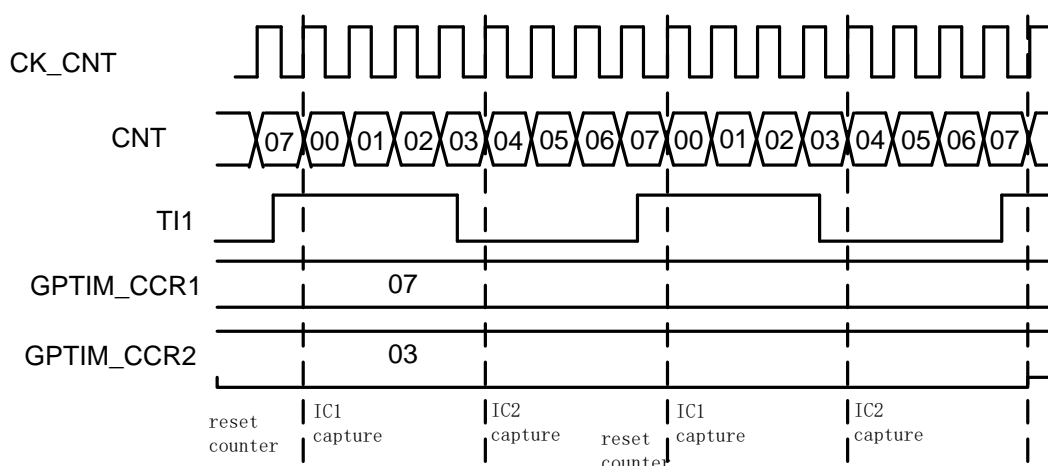 CK_CNT
CNT
07 00 01 02 03 04 05 06 07 00 01 02 03 04 05 06 07
TI1
GPTIM_CCR1
07
GPTIM_CCR2
03
reset
counter
IC1
capture
IC2
capture
reset
counter
IC1
capture
IC2
capture